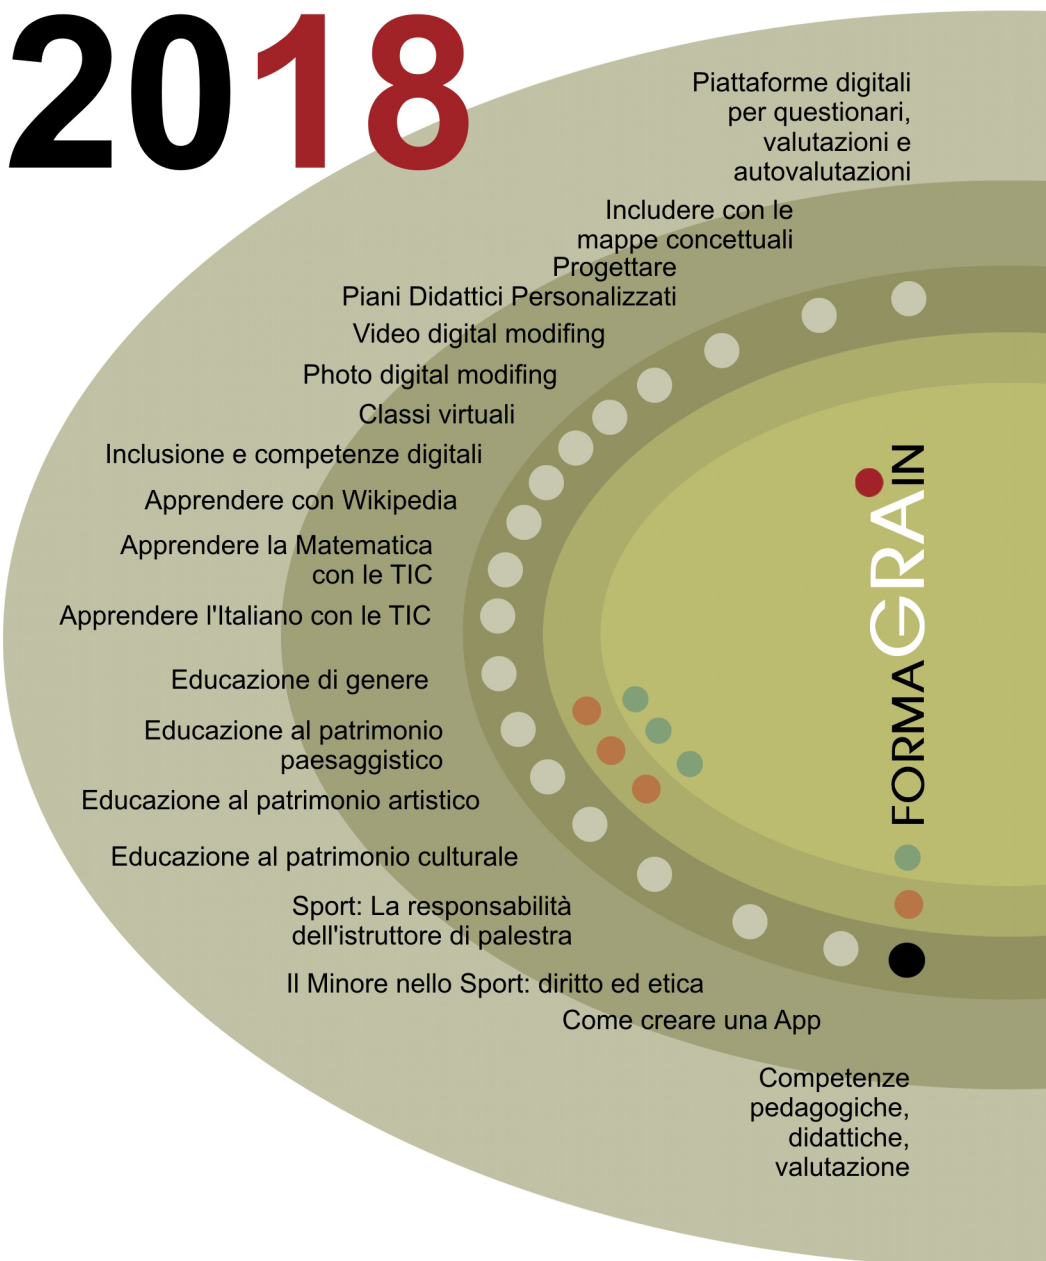 2018
Piattaforme digitali
per questionari,
valutazioni e
autovalutazioni
Includere con le
mappe concettuali
Progettare
Piani Didattici Personalizzati
Video digital modifing
Photo digital modifing
Classi virtuali
Inclusione e competenze digitali
Apprendere con Wikipedia
Apprendere la Matematica
con le TIC
Apprendere l'Italiano con le TIC
Educazione di genere
Educazione al patrimonio
paesaggistico
Educazione al patrimonio artistico
Educazione al patrimonio culturale
Sport: La responsabilità
dell'istruttore di palestra
Il Minore nello Sport: diritto ed etica
Come creare una App
Competenze
pedagogiche,
didattiche,
valutazione
FORMAGRAIN